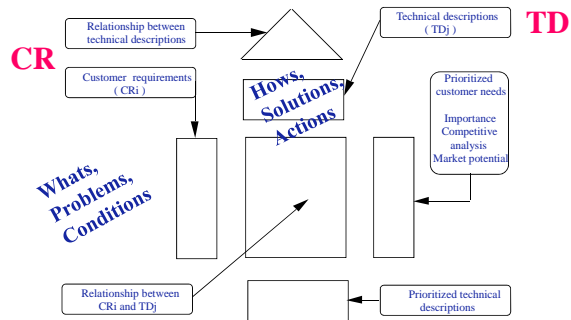 Relationship between
technical descriptions
Technical descriptions
( TDj )
TD
CR
Customer requirements
( CRi )
Hows,
Solutions,
Actions
Prioritized
customer needs
Importance
Competitive
analysis
Market potential
Whats,
Problems,
Conditions
Relationship between
CRi and TDj
Prioritized technical
descriptions